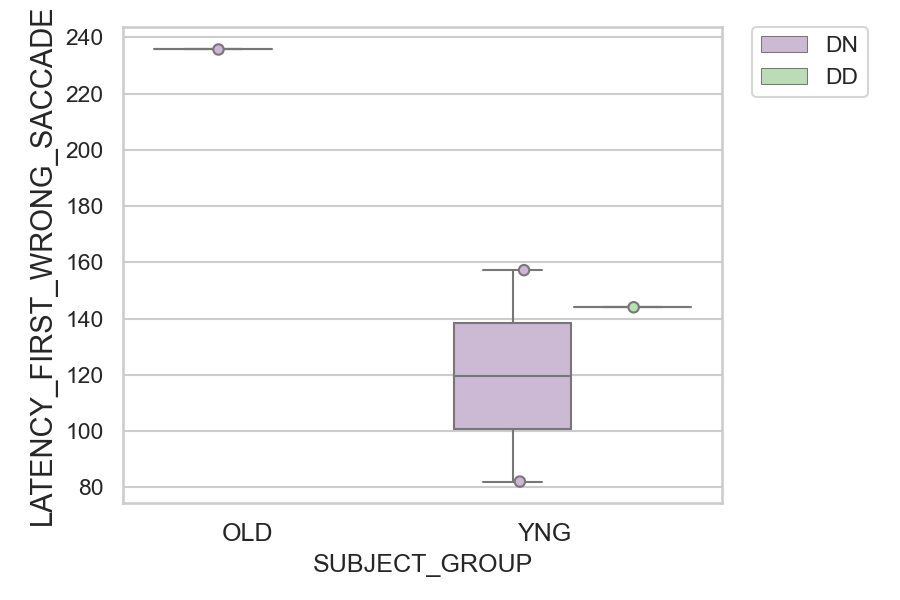 LATENCY_FIRST_WRONG_SACCADE
240
220
200
180
160
140
120
100
80
OLD
YNG
SUBJECT_GROUP
DN
DD